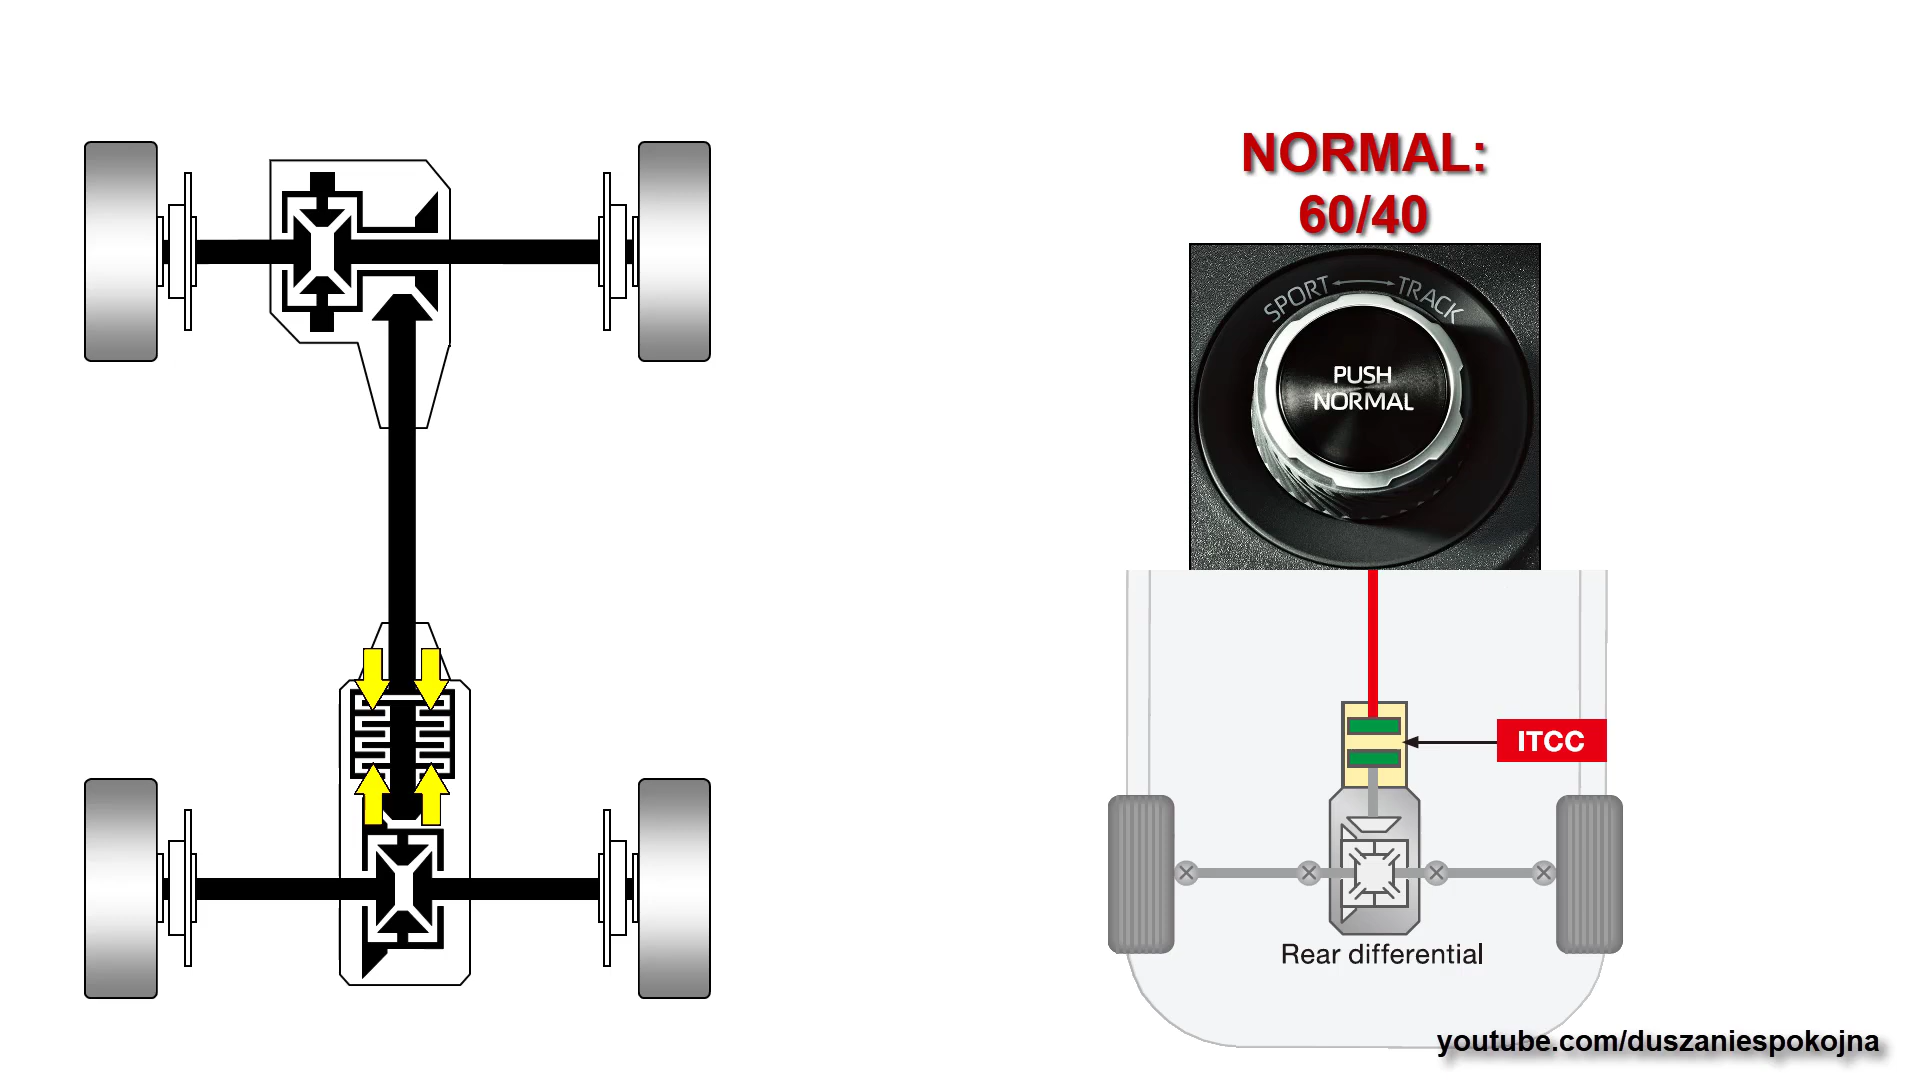 NORMAL:
60/40
SPORT TRACK
PUSH
NORMAL
ITCC
Rear differential
youtube.com/duszaniespokojna